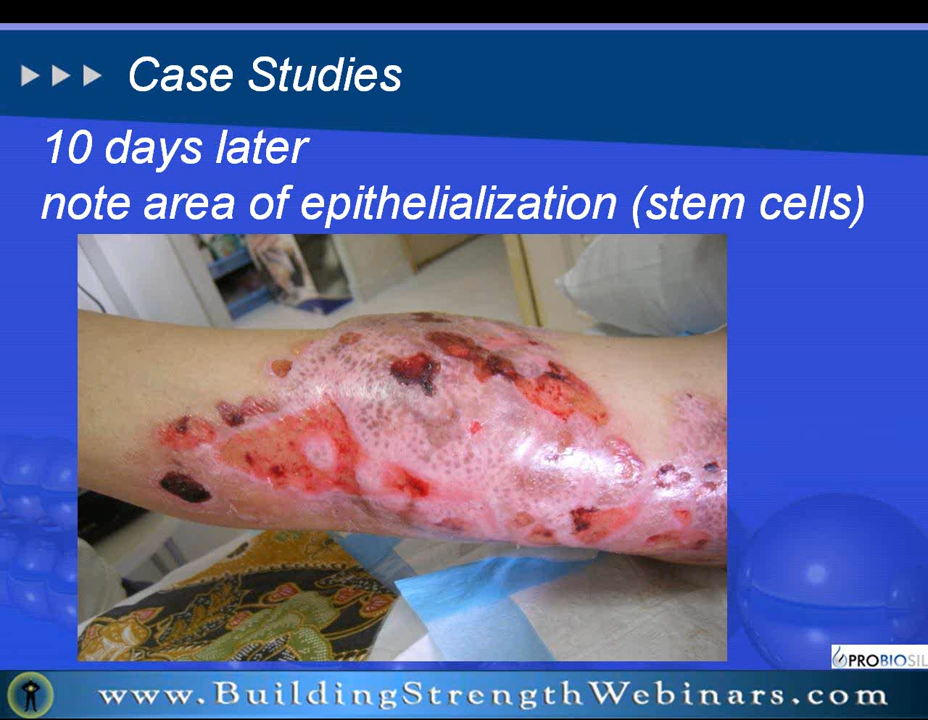 Case Studies
10 days later
note area of epithelialization (stem cells)
PROBIOSIL
www.BuildingStrengthWebinars.com